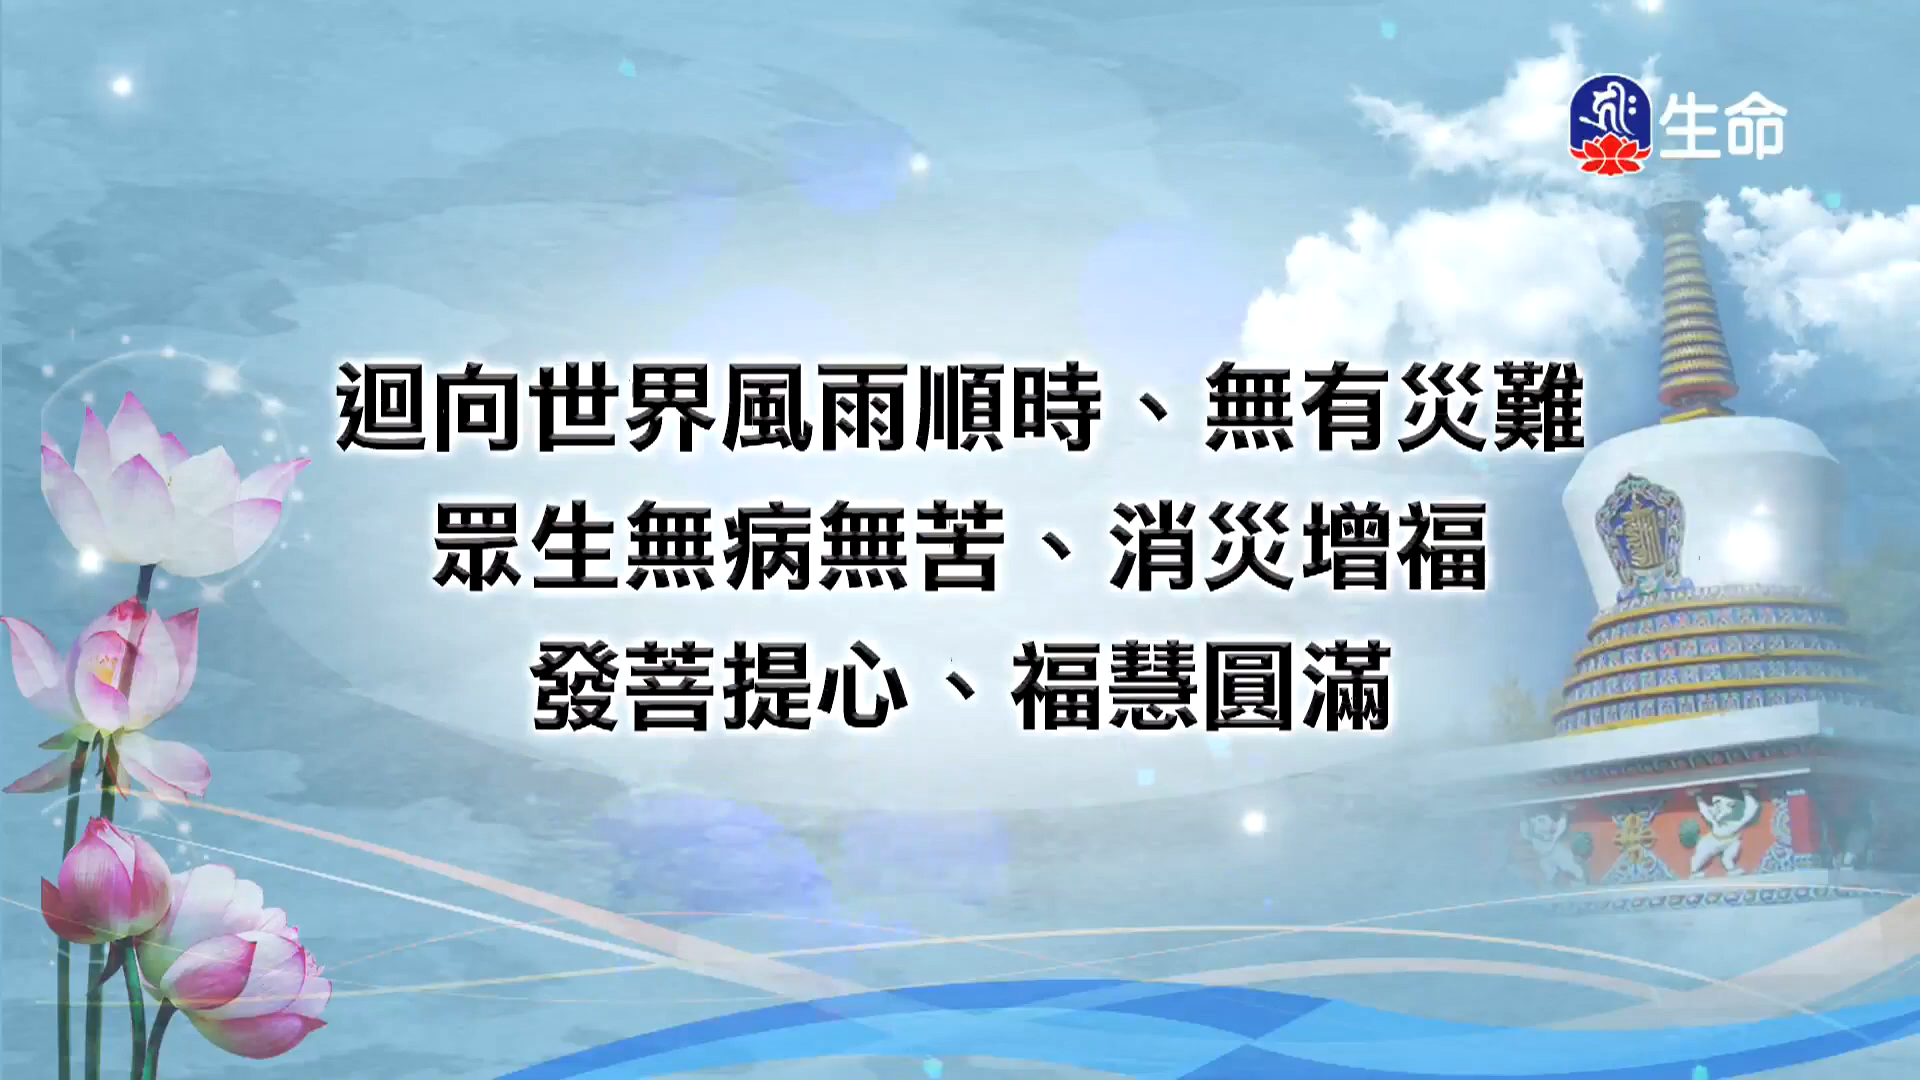 生命
迴向世界風雨順時、無有災難
眾生無病無苦、消災增福
發菩提心、福慧圓滿